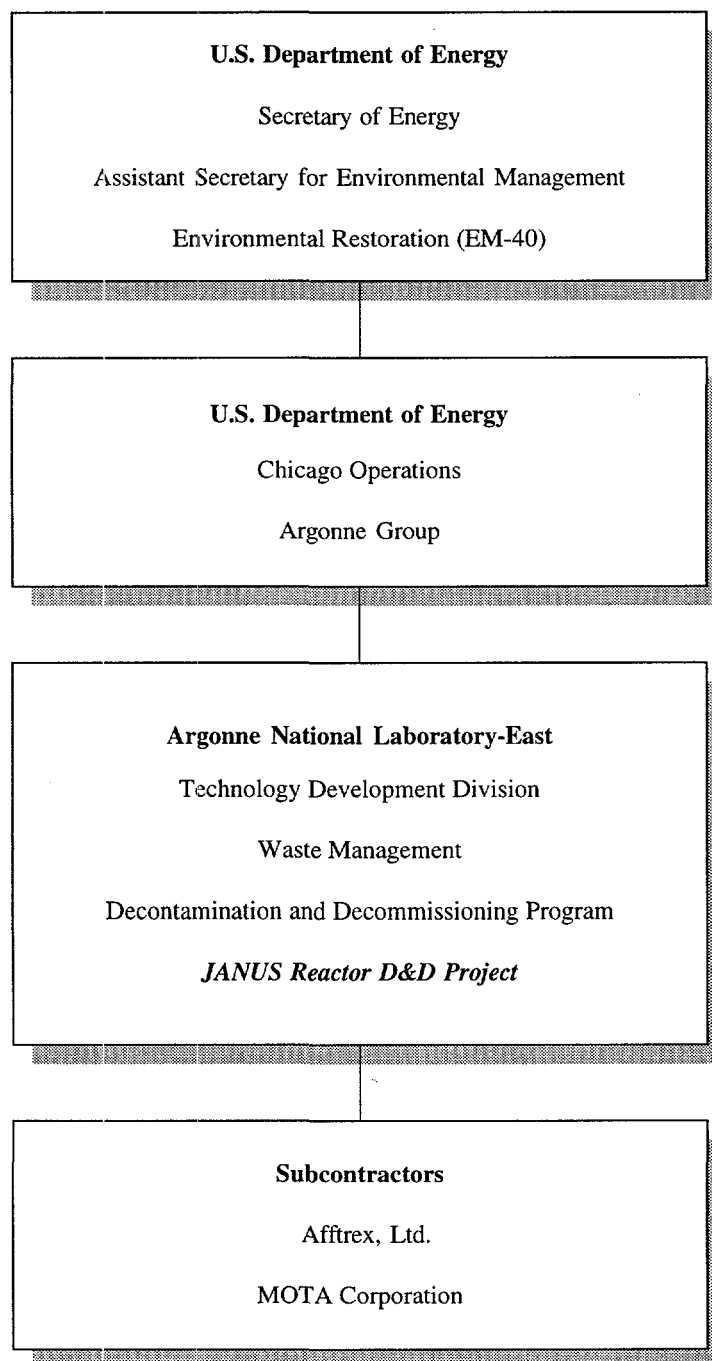 U.S. Department of Energy
Secretary of Energy
Assistant Secretary for Environmental Management
Environmental Restoration (EM-40)
U.S. Department of Energy
Chicago Operations
Argonne Group
Argonne National Laboratory-East
Technology Development Division
Waste Management
Decontamination and Decommissioning Program
JANUS Reactor D&D Project
Subcontractors
Afftrex, Ltd.
MOTA Corporation